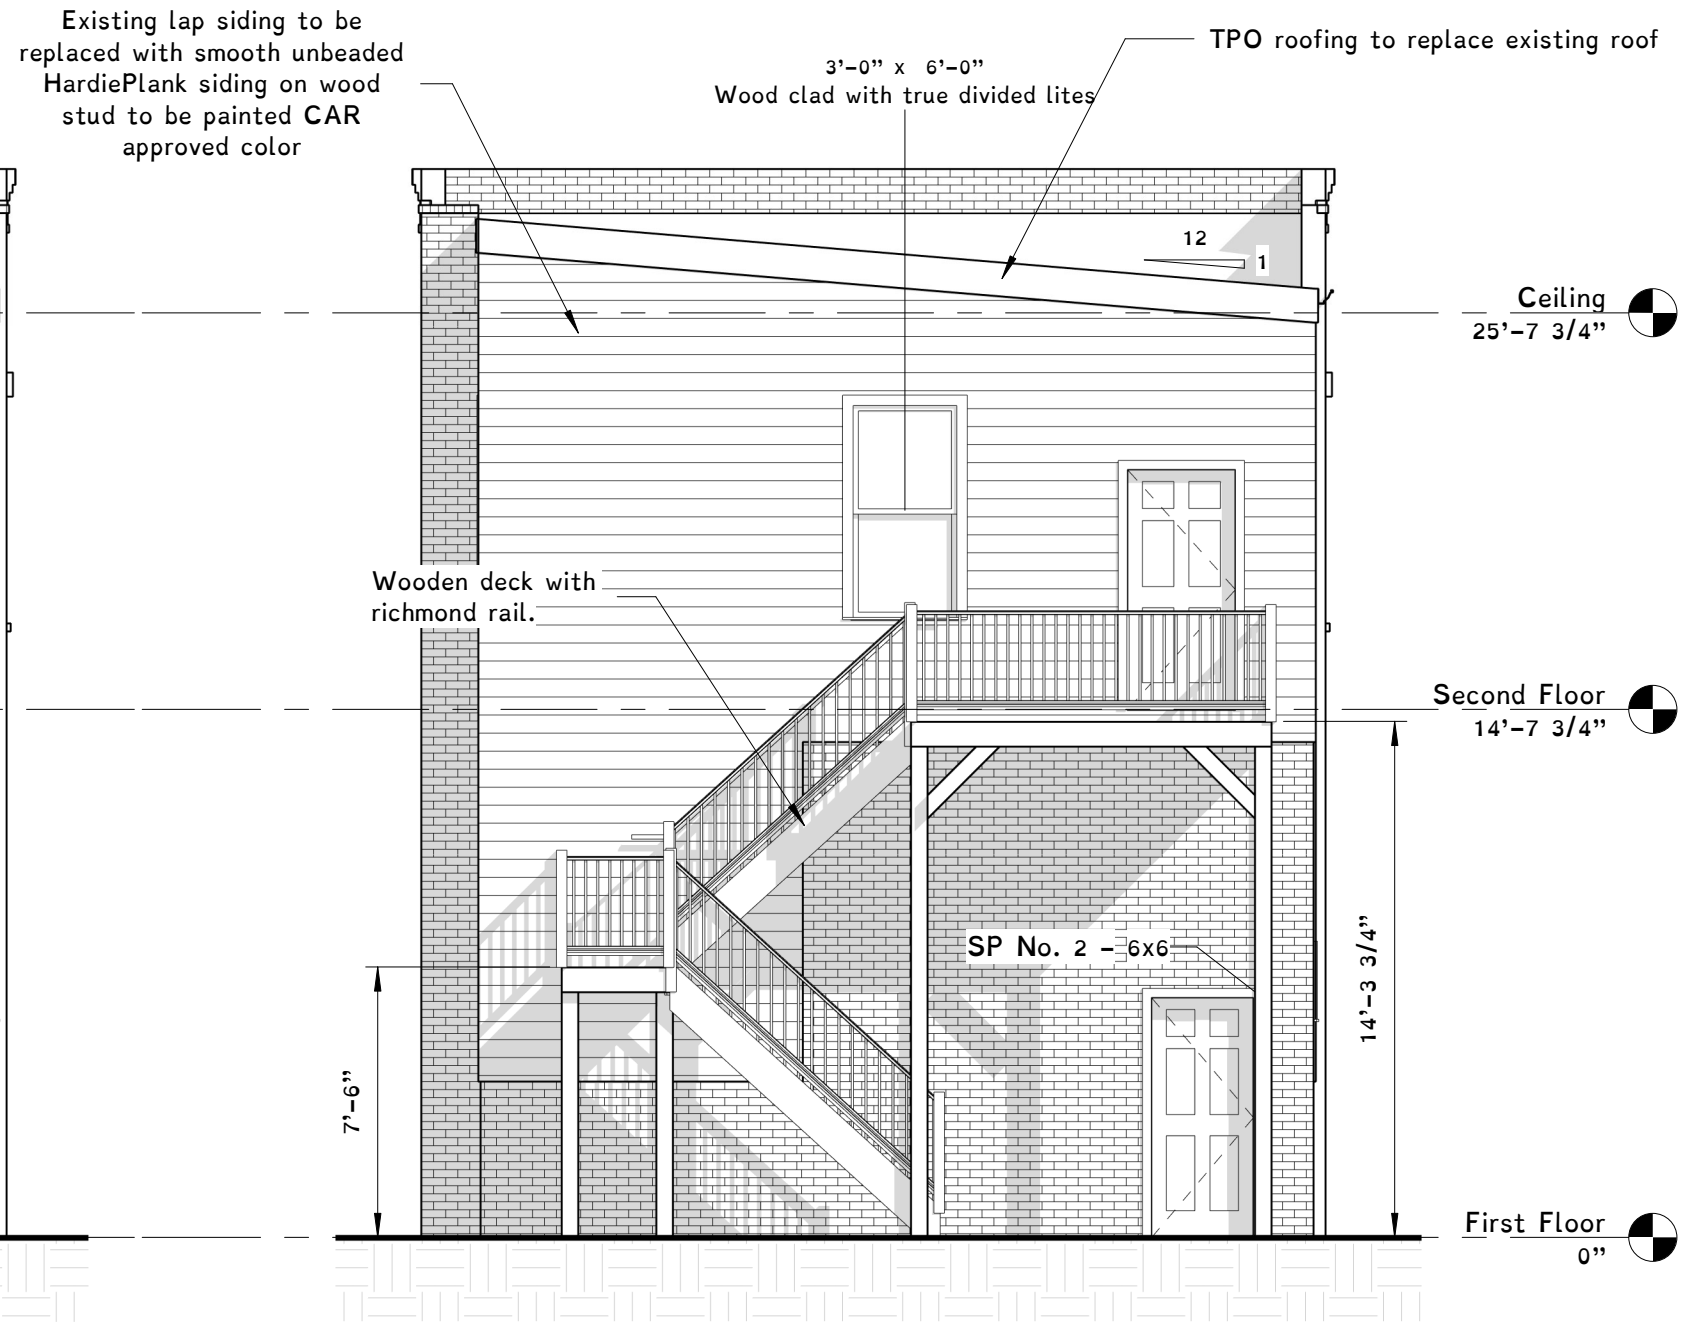 Existing lap siding to be
replaced with smooth unbeaded
HardiePlank siding on wood
stud to be painted CAR
approved color
3'-0" x 6'-0"
Wood clad with true divided lites
TPO roofing to replace existing roof
12
1
Ceiling
25'-7 3/4"
Wooden deck with
richmond rail.
Second Floor
14'-7 3/4"
SP No. 2 - 6x6
14'-3 3/4"
7'-6"
First Floor
0"